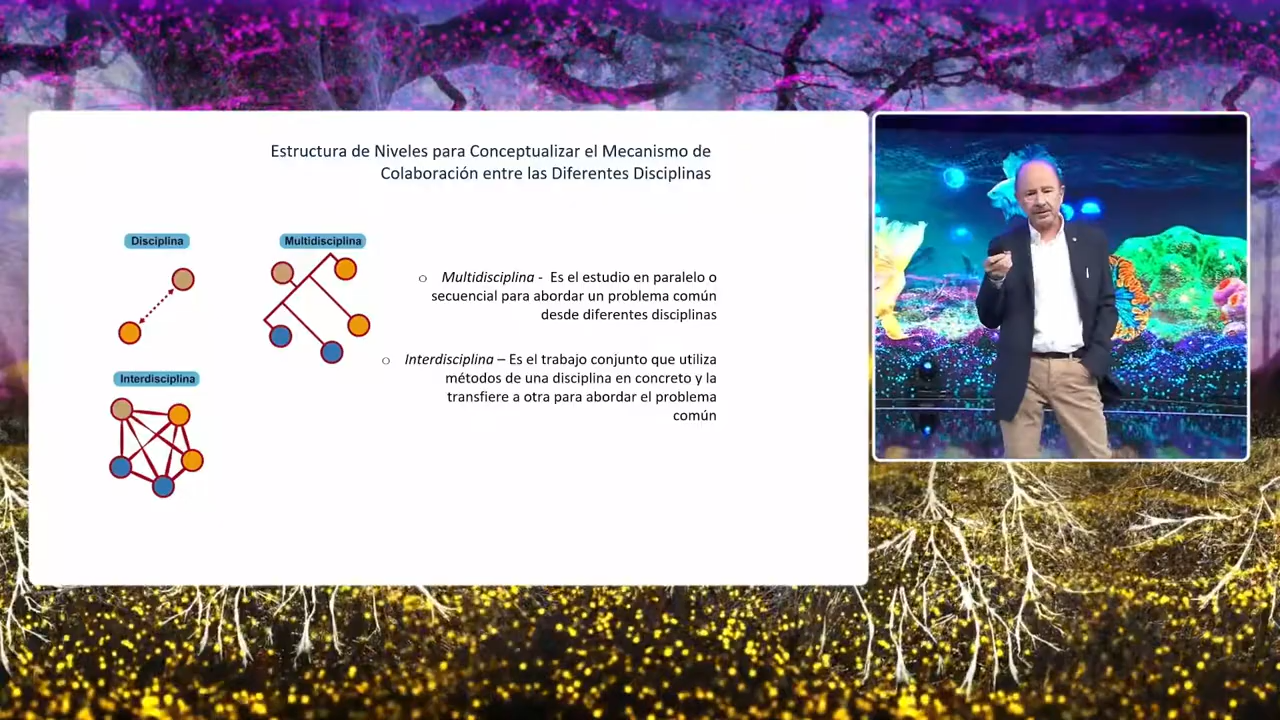 Estructura de Niveles para Conceptualizar el Mecanismo de
Colaboración entre las Diferentes Disciplinas
Disciplina
Multidisciplina
Interdisciplina
○ Multidisciplina - Es el estudio en paralelo o
secuencial para abordar un problema común
desde diferentes disciplinas
○ Interdisciplina – Es el trabajo conjunto que utiliza
métodos de una disciplina en concreto y la
transfiere a otra para abordar el problema
común